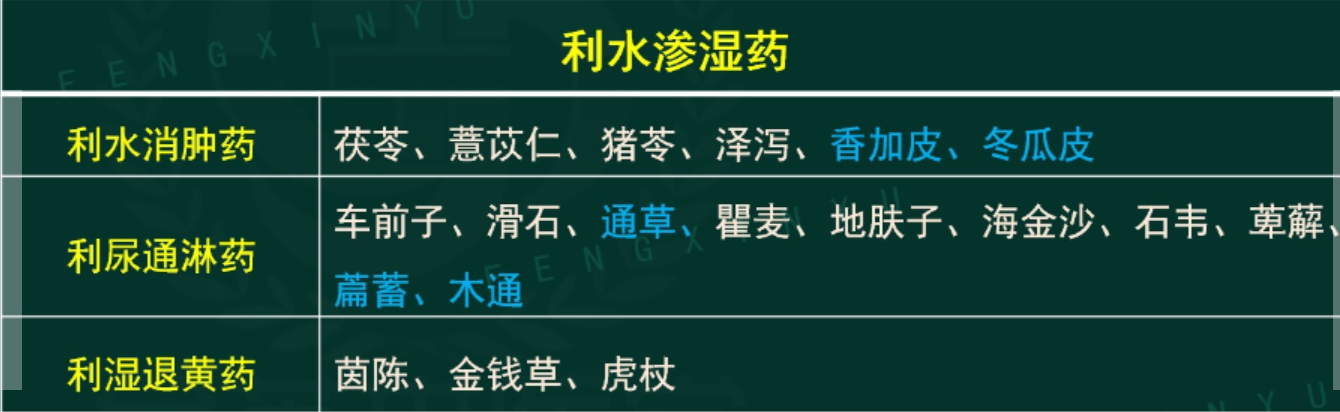 利水渗湿药
利水消肿药
茯苓、薏苡仁、猪苓、泽泻、香加皮、冬瓜皮
利尿通淋药
车前子、滑石、通草、瞿麦、地肤子、海金沙、石韦、萆薢、
萹蓄、木通
利湿退黄药
茵陈、金钱草、虎杖
FENGXINYU
FENGXINYU
NYU